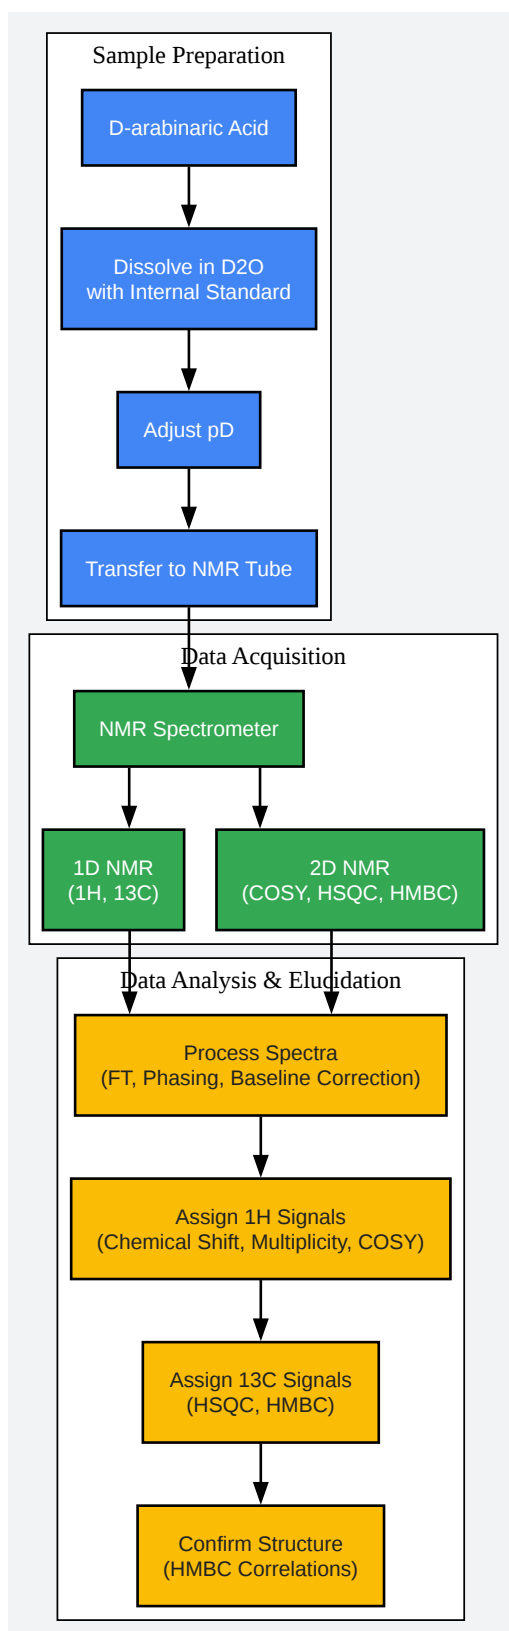 Sample Preparation
D-arabinaric Acid
Dissolve in D2O
with Internal Standard
Adjust pD
Transfer to NMR Tube
Data Acquisition
NMR Spectrometer
1D NMR
(1H, 13C)
2D NMR
(COSY, HSQC, HMBC)
Data Analysis & Elucidation
Process Spectra
(FT, Phasing, Baseline Correction)
Assign 1H Signals
(Chemical Shift, Multiplicity, COSY)
Assign 13C Signals
(HSQC, HMBC)
Confirm Structure
(HMBC Correlations)